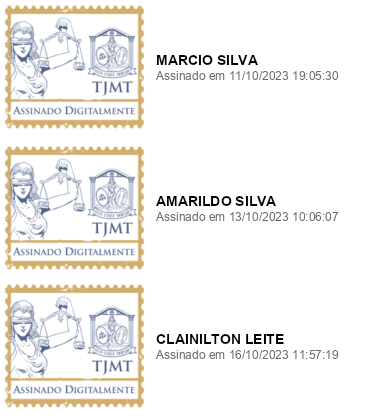 TJMT
ASSINADO DIGITALMENTE
MARCIO SILVA
Assinado em 11/10/2023 19:05:30
TJMT
ASSINADO DIGITALMENTE
AMARILDO SILVA
Assinado em 13/10/2023 10:06:07
TJMT
ASSINADO DIGITALMENTE
CLAINILTON LEITE
Assinado em 16/10/2023 11:57:19